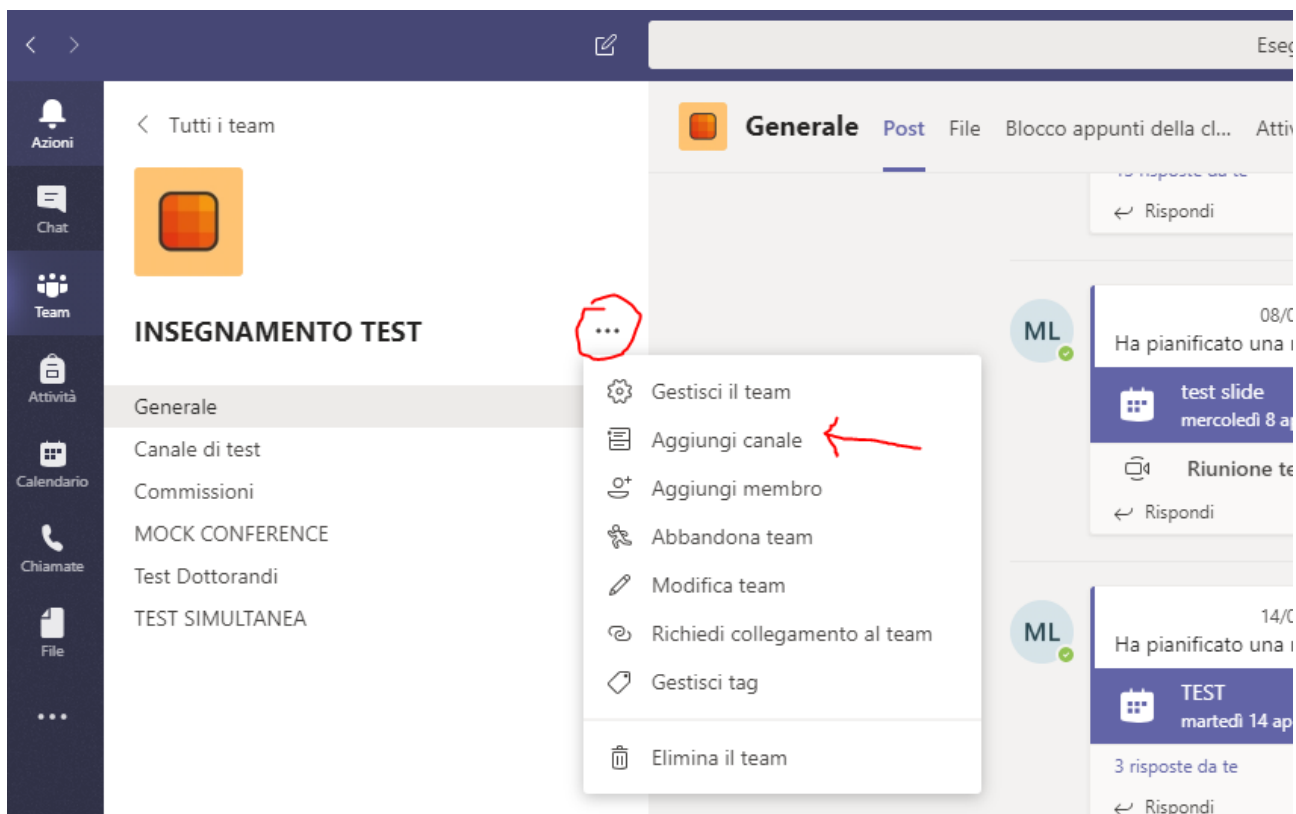 Azioni
Chat
Team
Attività
Calendario
Chiamate
File
Tutti i team
INSEGNAMENTO TEST
Generale
Canale di test
Commissioni
MOCK CONFERENCE
Test Dottorandi
TEST SIMULTANEA
Gestisci il team
Aggiungi canale
Aggiungi membro
Abbandona team
Modifica team
Richiedi collegamento al team
Gestisci tag
Elimina il team
Eseg
Generale Post File Blocco appunti della cl... Attiv
Rispondi
ML
08/0
Ha pianificato una r
test slide
mercoledì 8 ap
Riunione te
Rispondi
ML
14/0
Ha pianificato una r
TEST
martedì 14 ap
3 risposte da te
Rispondi